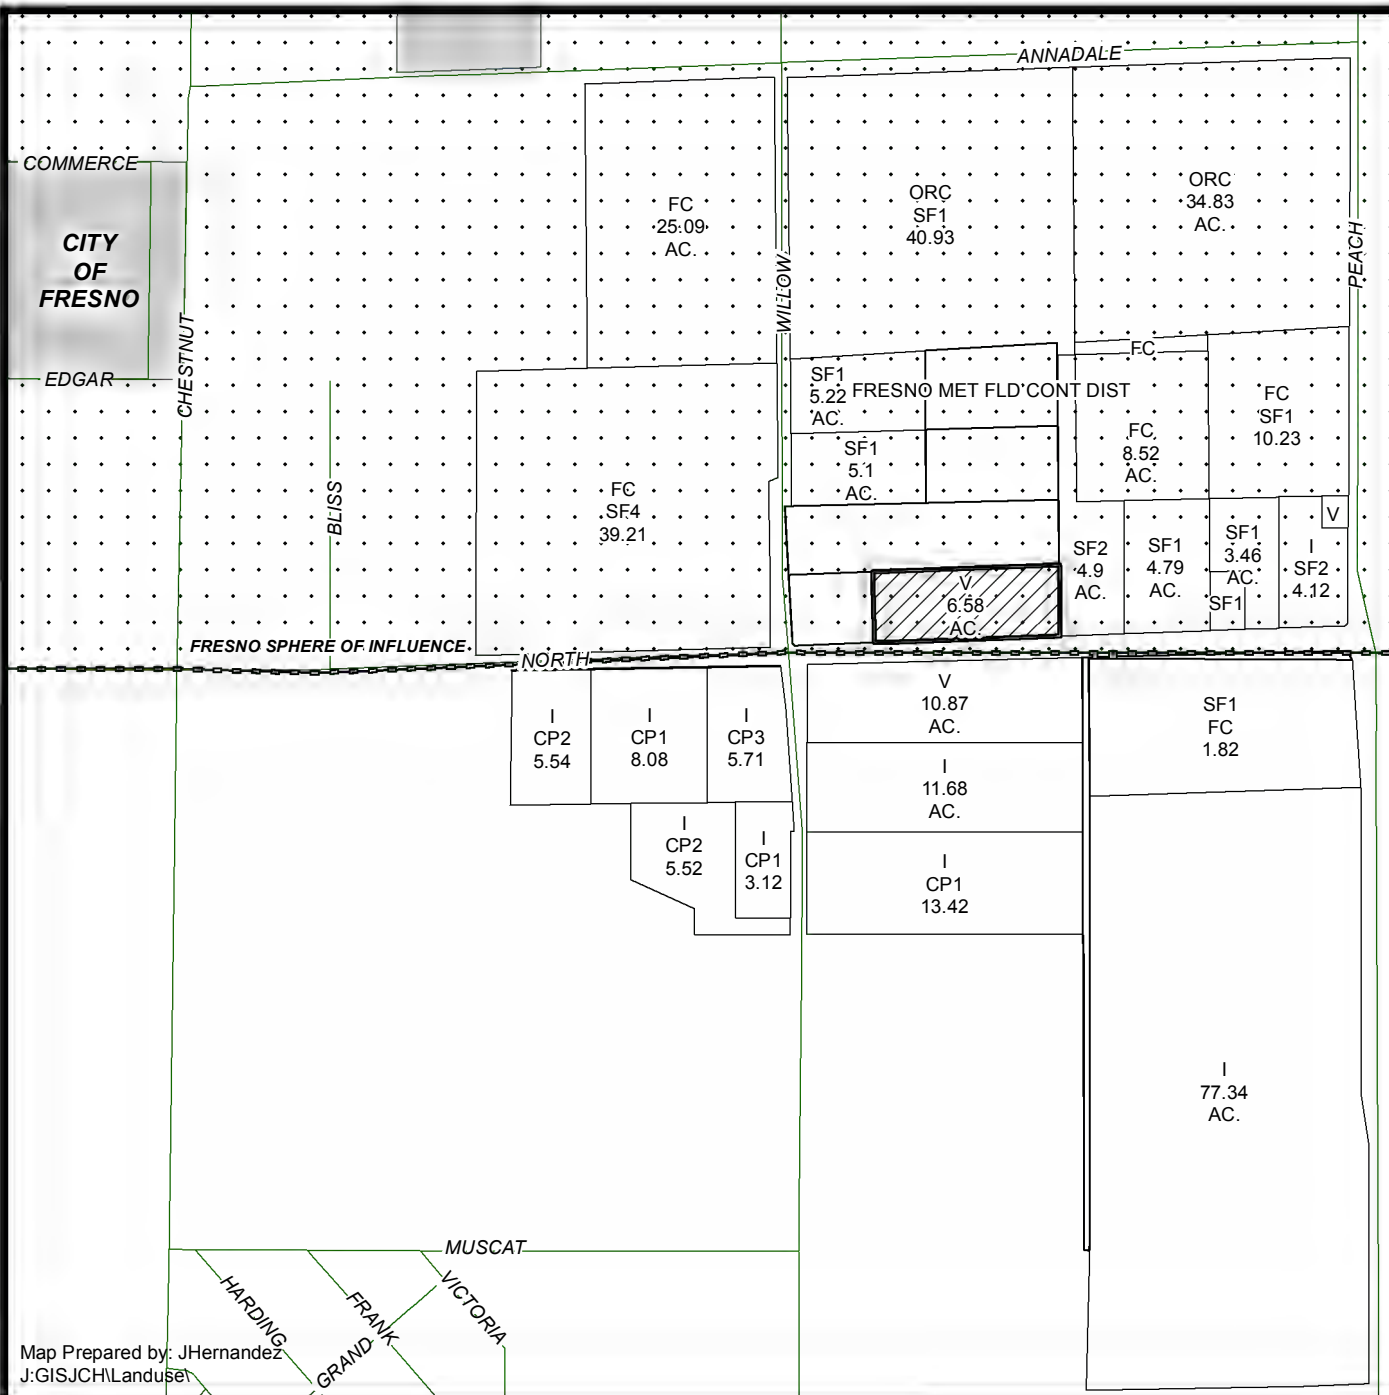 ANNADALE
COMMERCE
CITY
OF
FRESNO
EDGAR
CHESTNUT
BLISS
WILLOW
PEACH
FC
25.09
AC.
ORC
SF1
40.93
ORC
34.83
AC.
FC
SF1
5.22
AC.
FRESNO MET FLD CONT DIST
SF1
5.1
AC.
FC
8.52
AC.
FC
SF1
10.23
FC
SF4
39.21
V
SF2
4.9
AC.
SF1
4.79
AC.
SF1
3.46
AC.
SF1
I
SF2
4.12
V
6.58
AC.
FRESNO SPHERE OF INFLUENCE
NORTH
I
CP2
5.54
I
CP1
8.08
I
CP3
5.71
V
10.87
AC.
SF1
FC
1.82
I
11.68
AC.
I
CP2
5.52
I
CP1
3.12
I
CP1
13.42
I
77.34
AC.
MUSCAT
HARDING
FRANK
VICTORIA
GRAND
Map Prepared by: JHernandez
J:GISJCH\Landuse\